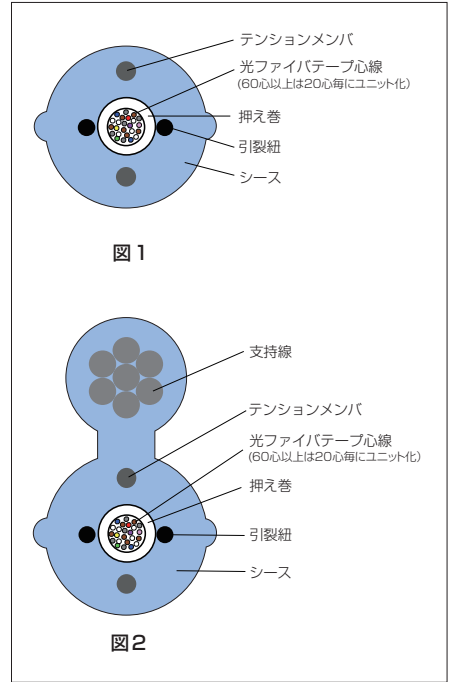 テンションメンバ
光ファイバテープ心線
(60心以上は20心毎にユニット化)
押え巻
引裂紐
シース
図1
支持線
テンションメンバ
光ファイバテープ心線
(60心以上は20心毎にユニット化)
押え巻
引裂紐
シース
図2